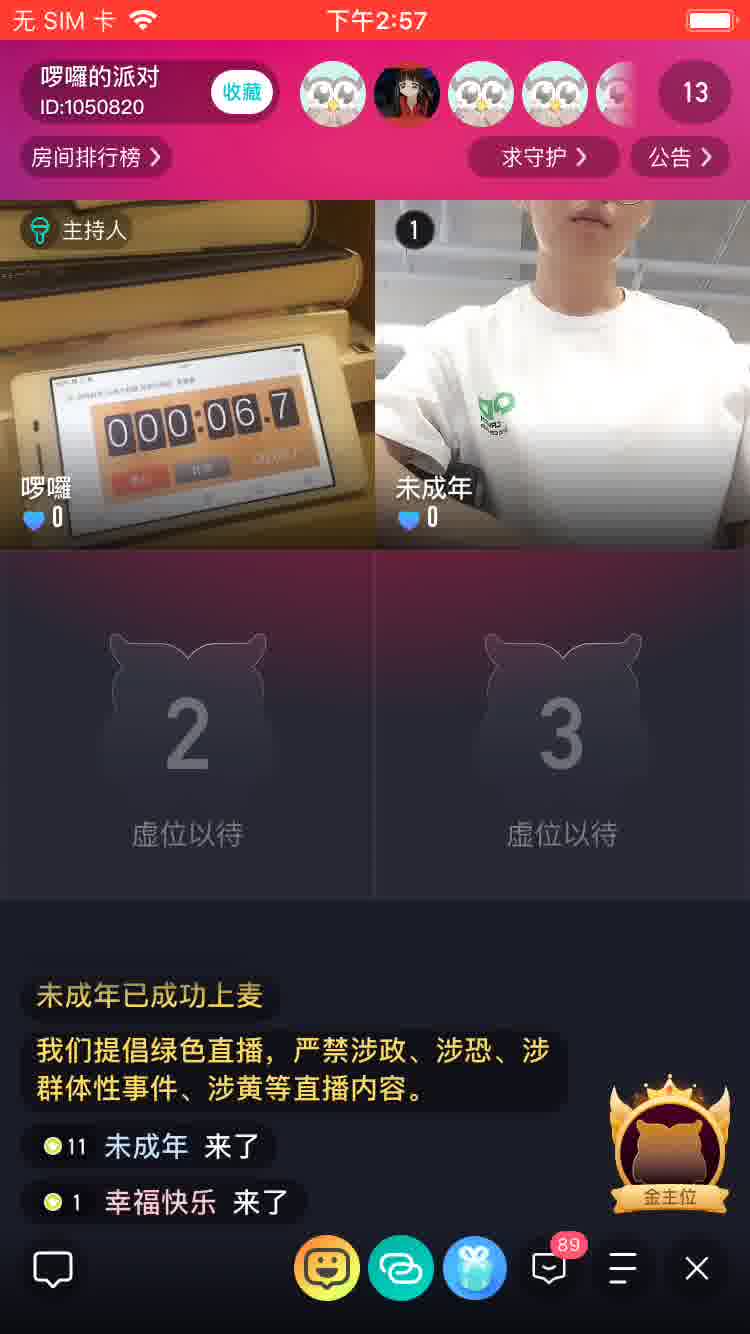 无 SIM 卡
下午2:57
啰囉的派对
ID:1050820
收藏
13
房间排行榜
求守护
公告
主持人
1
000:06.7
啰囉
0
未成年
0
2
虚位以待
3
虚位以待
未成年已成功上麦
我们提倡绿色直播，严禁涉政、涉恐、涉
群体性事件、涉黄等直播内容。
11 未成年 来了
1 幸福快乐 来了
金主位
89